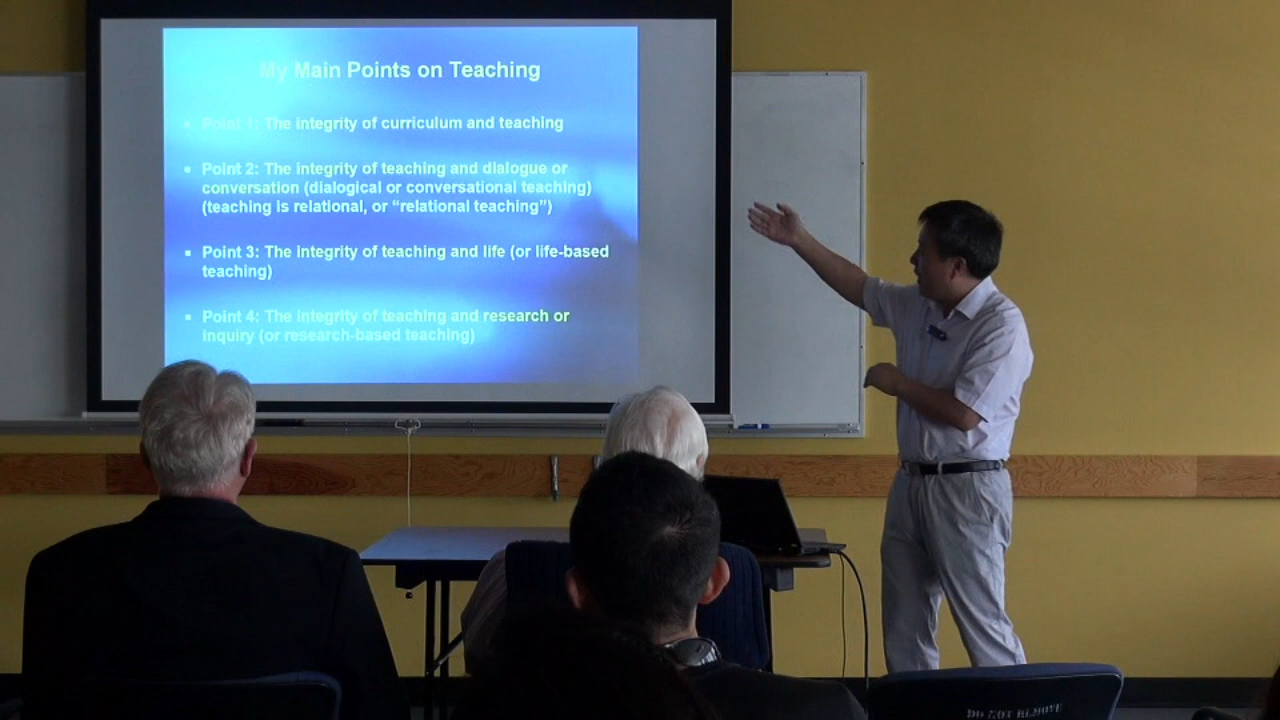 My Main Points on Teaching
Point 1: The integrity of curriculum and teaching
Point 2: The integrity of teaching and dialogue or
conversation (dialogical or conversational teaching)
(teaching is relational, or “relational teaching”)
Point 3: The integrity of teaching and life (or life-based
teaching)
Point 4: The integrity of teaching and research or
inquiry (or research-based teaching)
DO NOT REMOVE